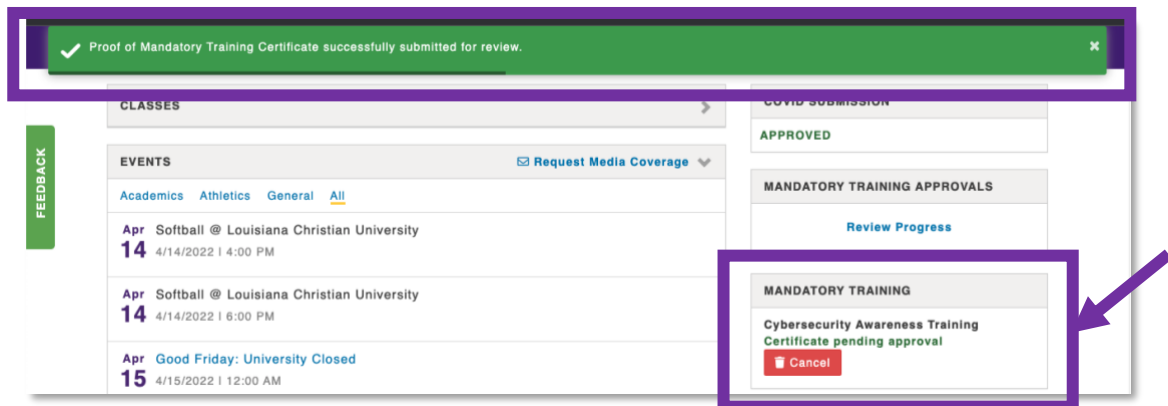 Proof of Mandatory Training Certificate successfully submitted for review.
×
FEEDBACK
CLASSES
EVENTS
Request Media Coverage
Academics Athletics General All
Apr 14 Softball @ Louisiana Christian University
4/14/2022 | 4:00 PM
Apr 14 Softball @ Louisiana Christian University
4/14/2022 | 6:00 PM
Apr 15 Good Friday: University Closed
4/15/2022 | 12:00 AM
COVID SUBMISSION
APPROVED
MANDATORY TRAINING APPROVALS
Review Progress
MANDATORY TRAINING
Cybersecurity Awareness Training
Certificate pending approval
Cancel